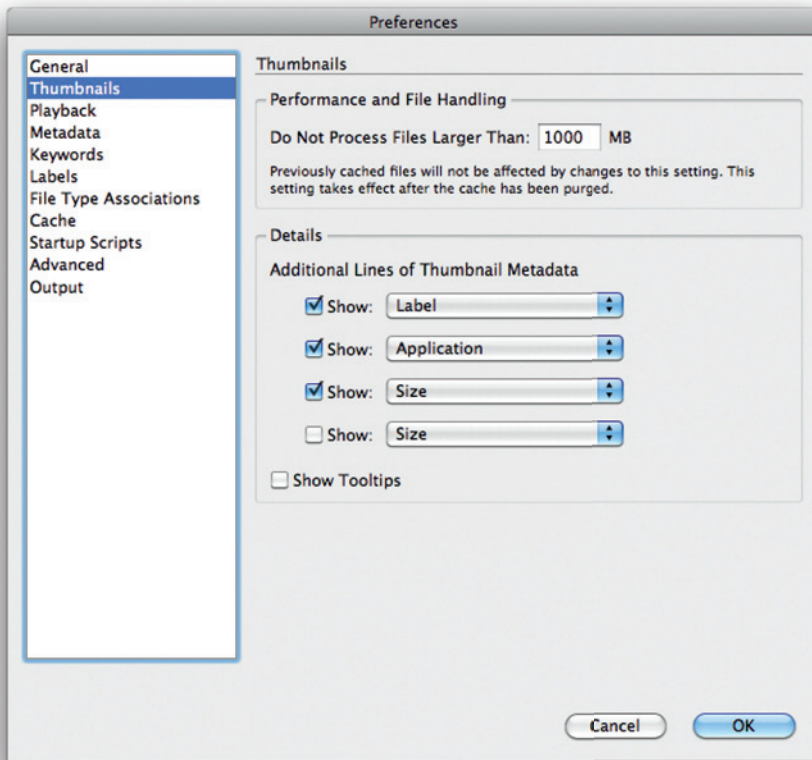 Preferences
General
Thumbnails
Playback
Metadata
Keywords
Labels
File Type Associations
Cache
Startup Scripts
Advanced
Output
Thumbnails
Performance and File Handling
Do Not Process Files Larger Than: 1000 MB
Previously cached files will not be affected by changes to this setting. This
setting takes effect after the cache has been purged.
Details
Additional Lines of Thumbnail Metadata
Show: Label
Show: Application
Show: Size
Show: Size
Show Tooltips
Cancel OK